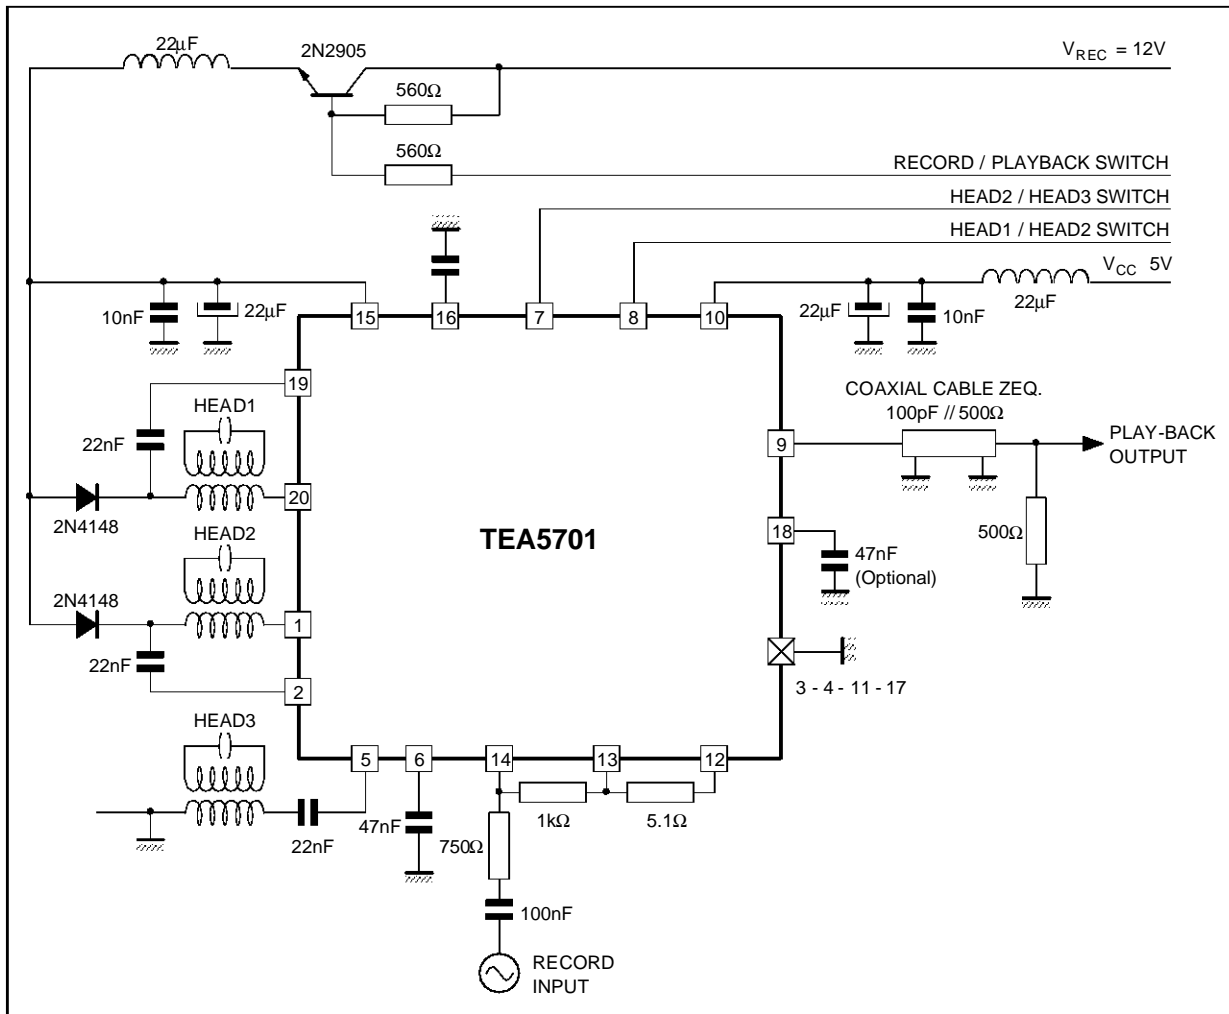 22µF
2N2905
V REC = 12V
560Ω
560Ω
RECORD / PLAYBACK SWITCH
HEAD2 / HEAD3 SWITCH
HEAD1 / HEAD2 SWITCH
V CC 5V
10nF
22µF
15
16
7
8
10
22µF
10nF
22µF
19
HEAD1
22nF
COAXIAL CABLE ZEQ.
100pF // 500Ω
9
PLAY-BACK
OUTPUT
2N4148
20
TEA5701
18
47nF
(Optional)
500Ω
HEAD2
2N4148
1
22nF
2
3 - 4 - 11 - 17
HEAD3
5
6
14
13
12
22nF
47nF
750Ω
1kΩ
5.1Ω
100nF
RECORD
INPUT